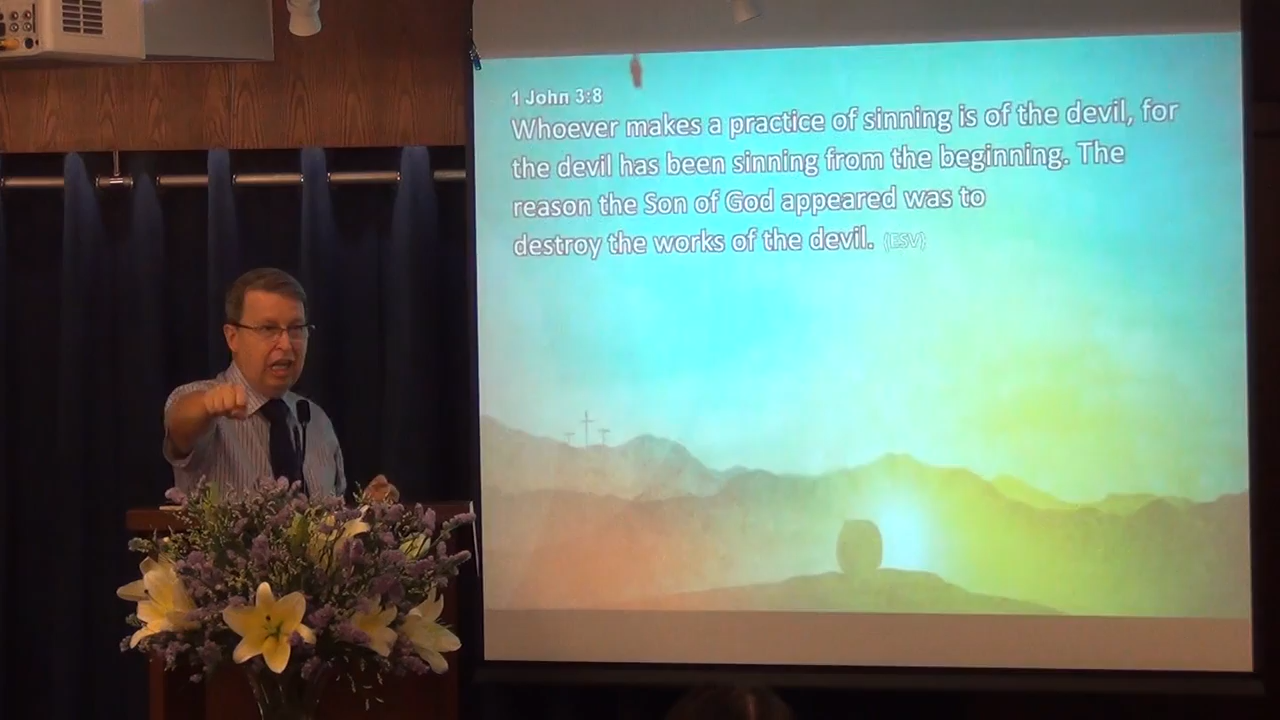 1 John 3:8
Whoever makes a practice of sinning is of the devil, for
the devil has been sinning from the beginning. The
reason the Son of God appeared was to
destroy the works of the devil. (ESV)